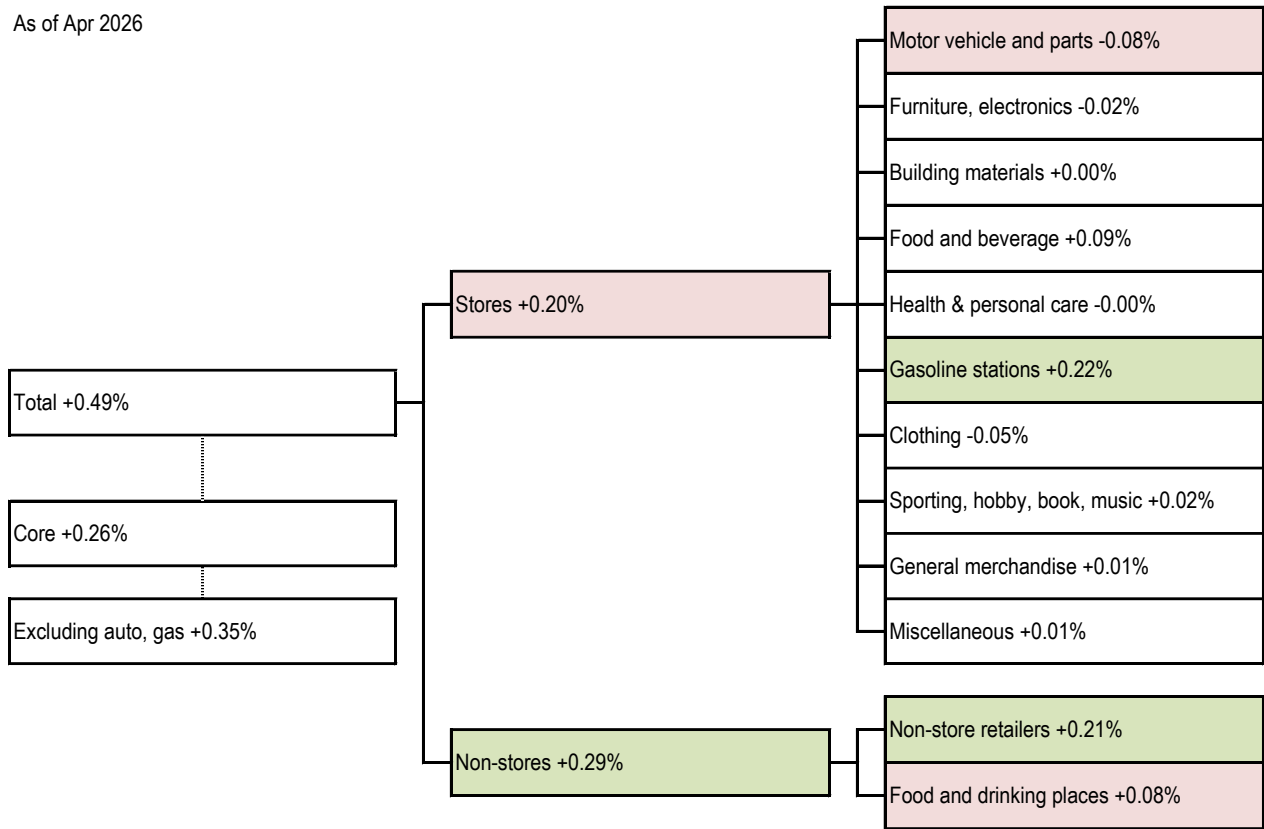 As of Apr 2026
Total +0.49%
Core +0.26%
Excluding auto, gas +0.35%
Stores +0.20%
Non-stores +0.29%
Motor vehicle and parts -0.08%
Furniture, electronics -0.02%
Building materials +0.00%
Food and beverage +0.09%
Health & personal care -0.00%
Gasoline stations +0.22%
Clothing -0.05%
Sporting, hobby, book, music +0.02%
General merchandise +0.01%
Miscellaneous +0.01%
Non-store retailers +0.21%
Food and drinking places +0.08%